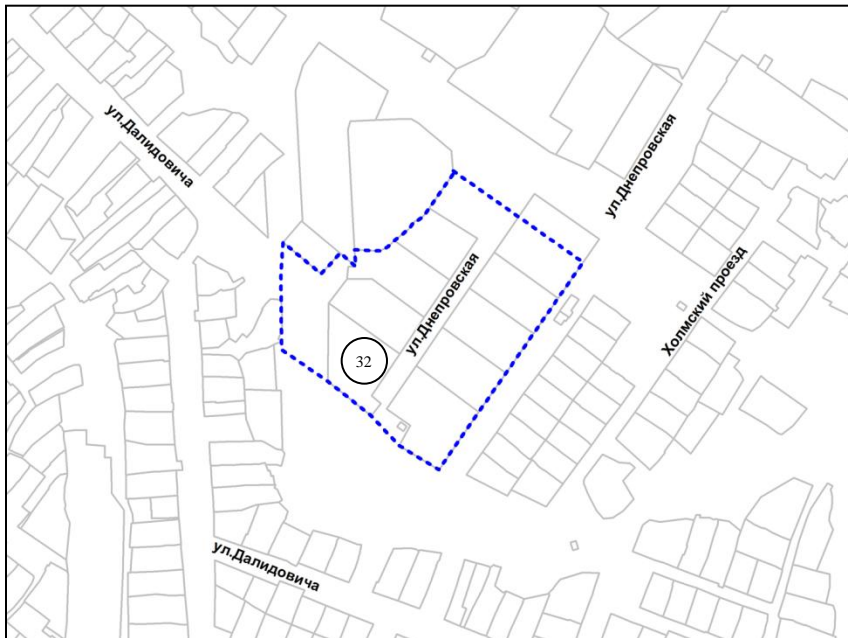 ул.Далидовича
ул.Днепровская
ул.Днепровская
Холмский проезд
32
ул.Далидовича